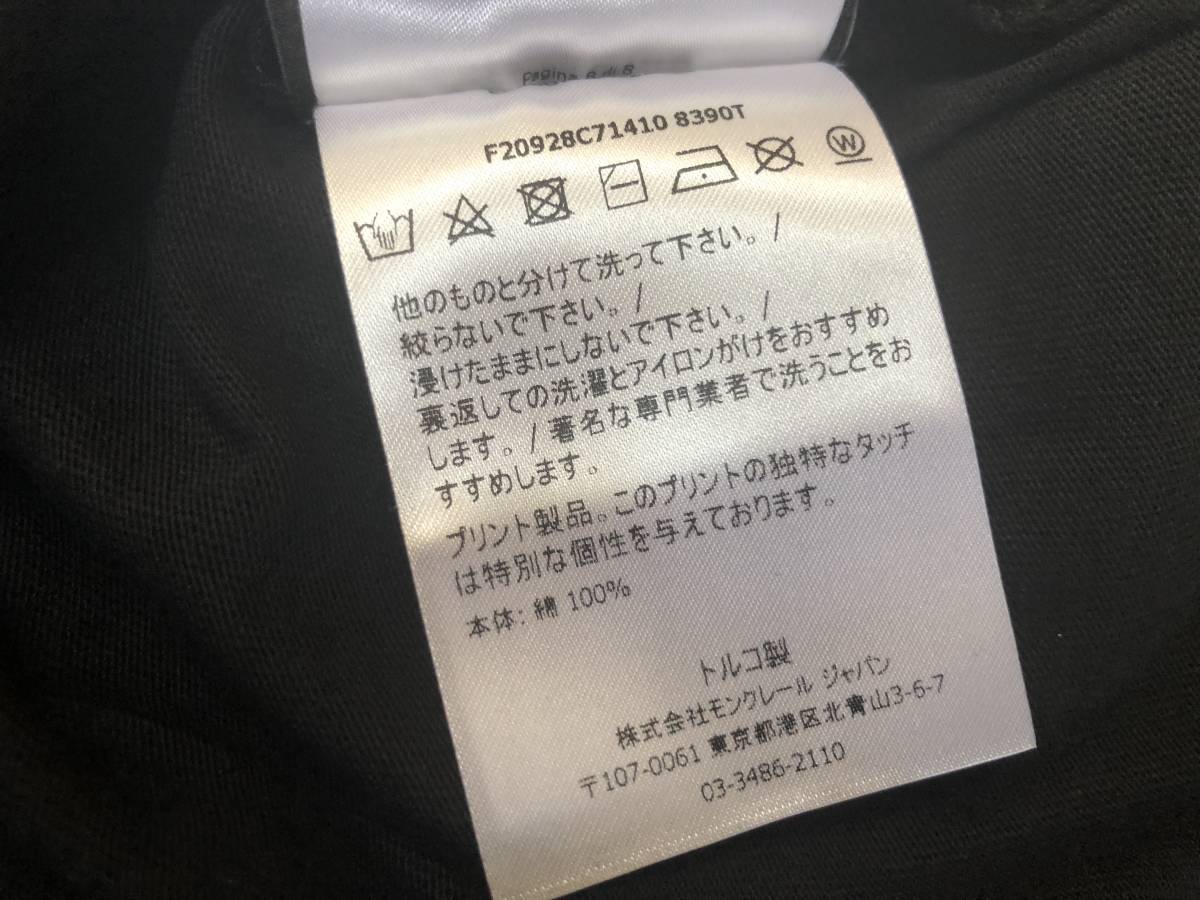 pagina 8 di 8
F20928C71410 8390T
W
他のものと分けて洗って下さい。/
絞らないで下さい。/
浸けたままにしないで下さい。/
裏返しての洗濯とアイロンがけをおすすめ
します。/ 著名な専門業者で洗うことをお
すすめします。
プリント製品。このプリントの独特なタッチ
は特別な個性を与えております。
本体: 綿 100%
トルコ製
株式会社モンクレール ジャパン
〒107-0061 東京都港区北青山3-6-7
03-3486-2110